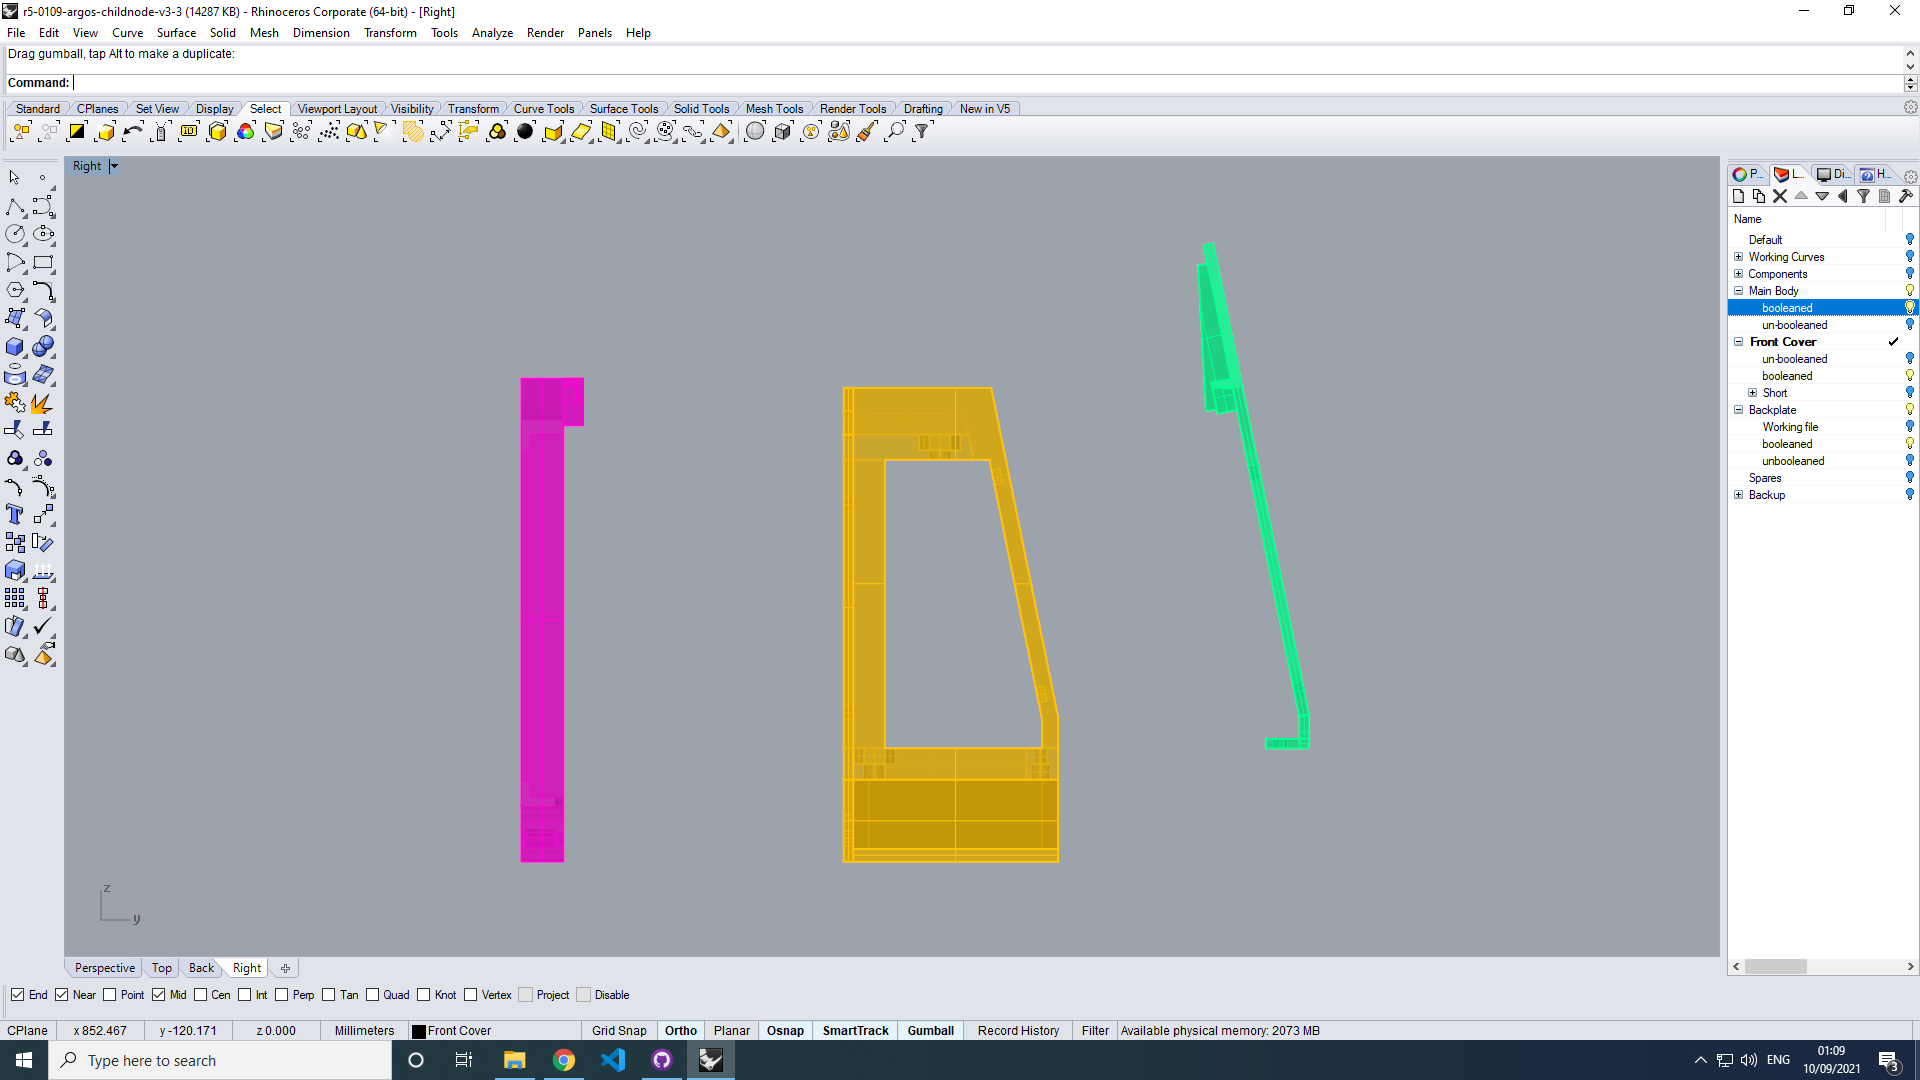 r5-0109-argos-childnode-v3-3 (14287 KB) - Rhinoceros Corporate (64-bit) - [Right]
File Edit View Curve Surface Solid Mesh Dimension Transform Tools Analyze Render Panels Help
Drag gumball, tap Alt to make a duplicate:
Command:
Standard CPlanes Set View Display Select Viewport Layout Visibility Transform Curve Tools Surface Tools Solid Tools Mesh Tools Render Tools Drafting New in V5
Right
P... L... Di... H...
Name
Default
Working Curves
Components
Main Body
booleaned
un-booleaned
Front Cover
un-booleaned
booleaned
Short
Backplate
Working file
booleaned
unbooleaned
Spares
Backup
z
y
Perspective Top Back Right
End Near Point Mid Cen Int Perp Tan Quad Knot Vertex Project Disable
CPlane x 852.467 y -120.171 z 0.000 Millimeters Front Cover Grid Snap Ortho Planar Osnap SmartTrack Gumball Record History Filter Available physical memory: 2073 MB
Type here to search
ENG
01:09
10/09/2021
3